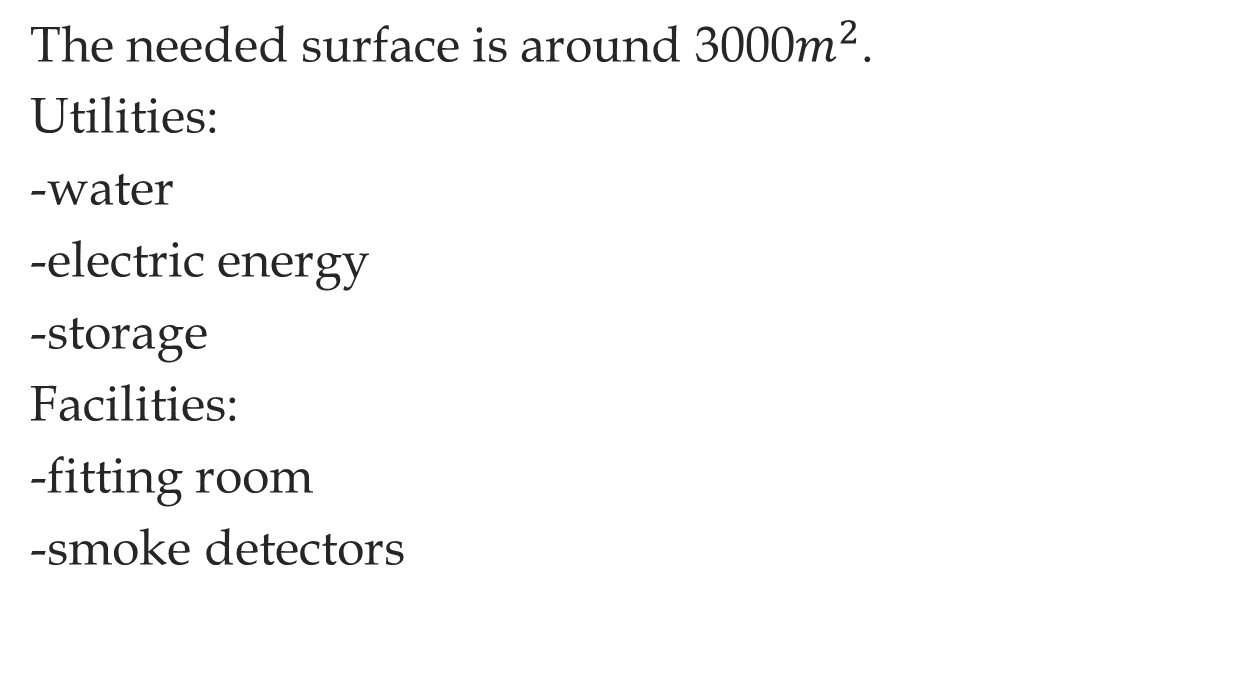 The needed surface is around 3000m².
Utilities:
-water
-electric energy
-storage
Facilities:
-fitting room
-smoke detectors